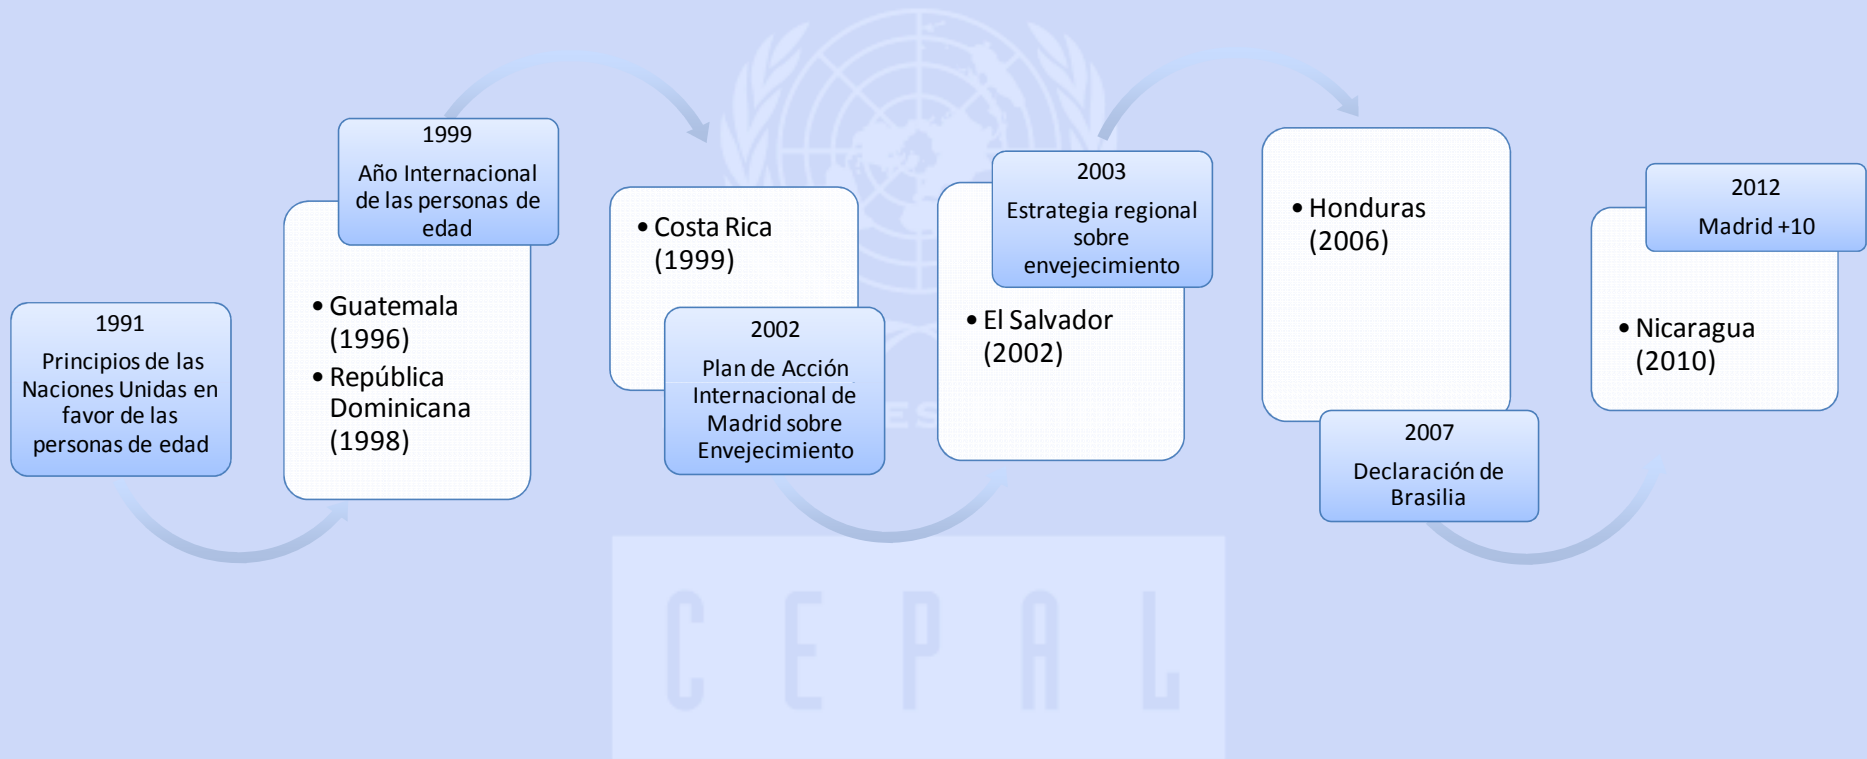 1991
Principios de las
Naciones Unidas en
favor de las
personas de edad
1999
Año Internacional
de las personas de
edad
• Guatemala
(1996)
• República
Dominicana
(1998)
• Costa Rica
(1999)
2002
Plan de Acción
Internacional de
Madrid sobre
Envejecimiento
2003
Estrategia regional
sobre
envejecimiento
• El Salvador
(2002)
• Honduras
(2006)
2007
Declaración de
Brasilia
2012
Madrid +10
• Nicaragua
(2010)
CEPAL